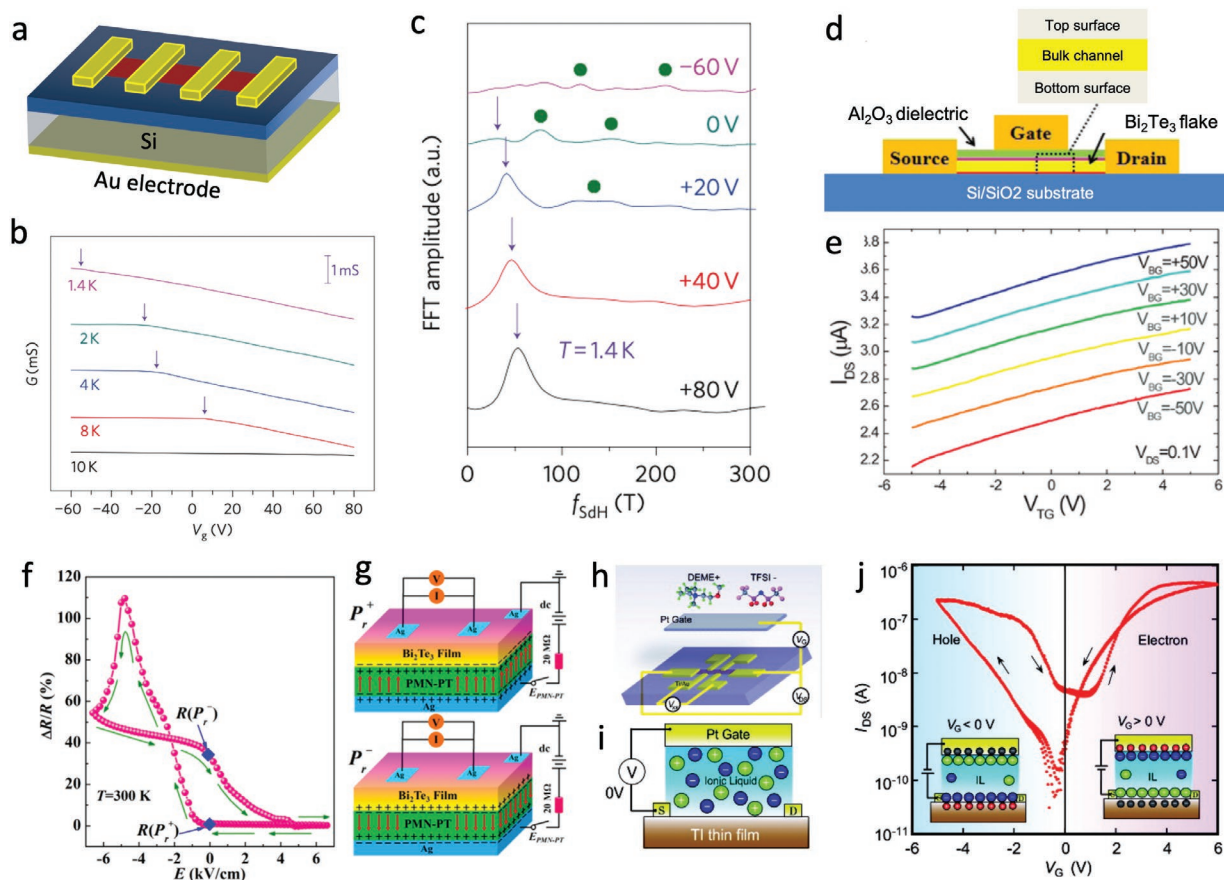 a
Si
Au electrode
b
1 mS
1.4 K
2 K
4 K
8 K
10 K
G (mS)
−60 −40 −20 0 20 40 60 80
Vg (V)
c
FFT amplitude (a.u.)
−60 V
0 V
+20 V
+40 V
T = 1.4 K
+80 V
0 100 200 300
fSdH (T)
d
Top surface
Bulk channel
Bottom surface
Al2O3 dielectric
Bi2Te3 flake
Gate
Source
Drain
Si/SiO2 substrate
e
3.8
3.6
3.4
3.2
3.0
2.8
2.6
2.4
2.2
IDS (μA)
VBG=+50V
VBG=+30V
VBG=+10V
VBG=-10V
VBG=-30V
VBG=-50V
VDS=0.1V
-6 -4 -2 0 2 4 6
VTG (V)
f
120
100
80
60
40
20
0
ΔR/R (%)
R(Pr−)
T=300 K
R(Pr+)
-6 -4 -2 0 2 4 6
E (kV/cm)
g
Pr+
V
I
dc
Ag
Ag
Ag
Bi2Te3 Film
PMN-PT
Ag
20 MΩ
EPMN-PT
Pr−
V
I
dc
Ag
Ag
Ag
Bi2Te3 Film
PMN-PT
Ag
20 MΩ
EPMN-PT
h
DEME+
TFSI -
Pt Gate
VG
Ti/Au
VDS
i
Pt Gate
V
0V
Ionic Liquid
S
D
TI thin film
j
10-6
10-7
10-8
10-9
10-10
10-11
IDS (A)
Hole
Electron
VG < 0 V
VG > 0 V
IL
S
D
IL
S
D
-6 -4 -2 0 2 4 6
VG (V)